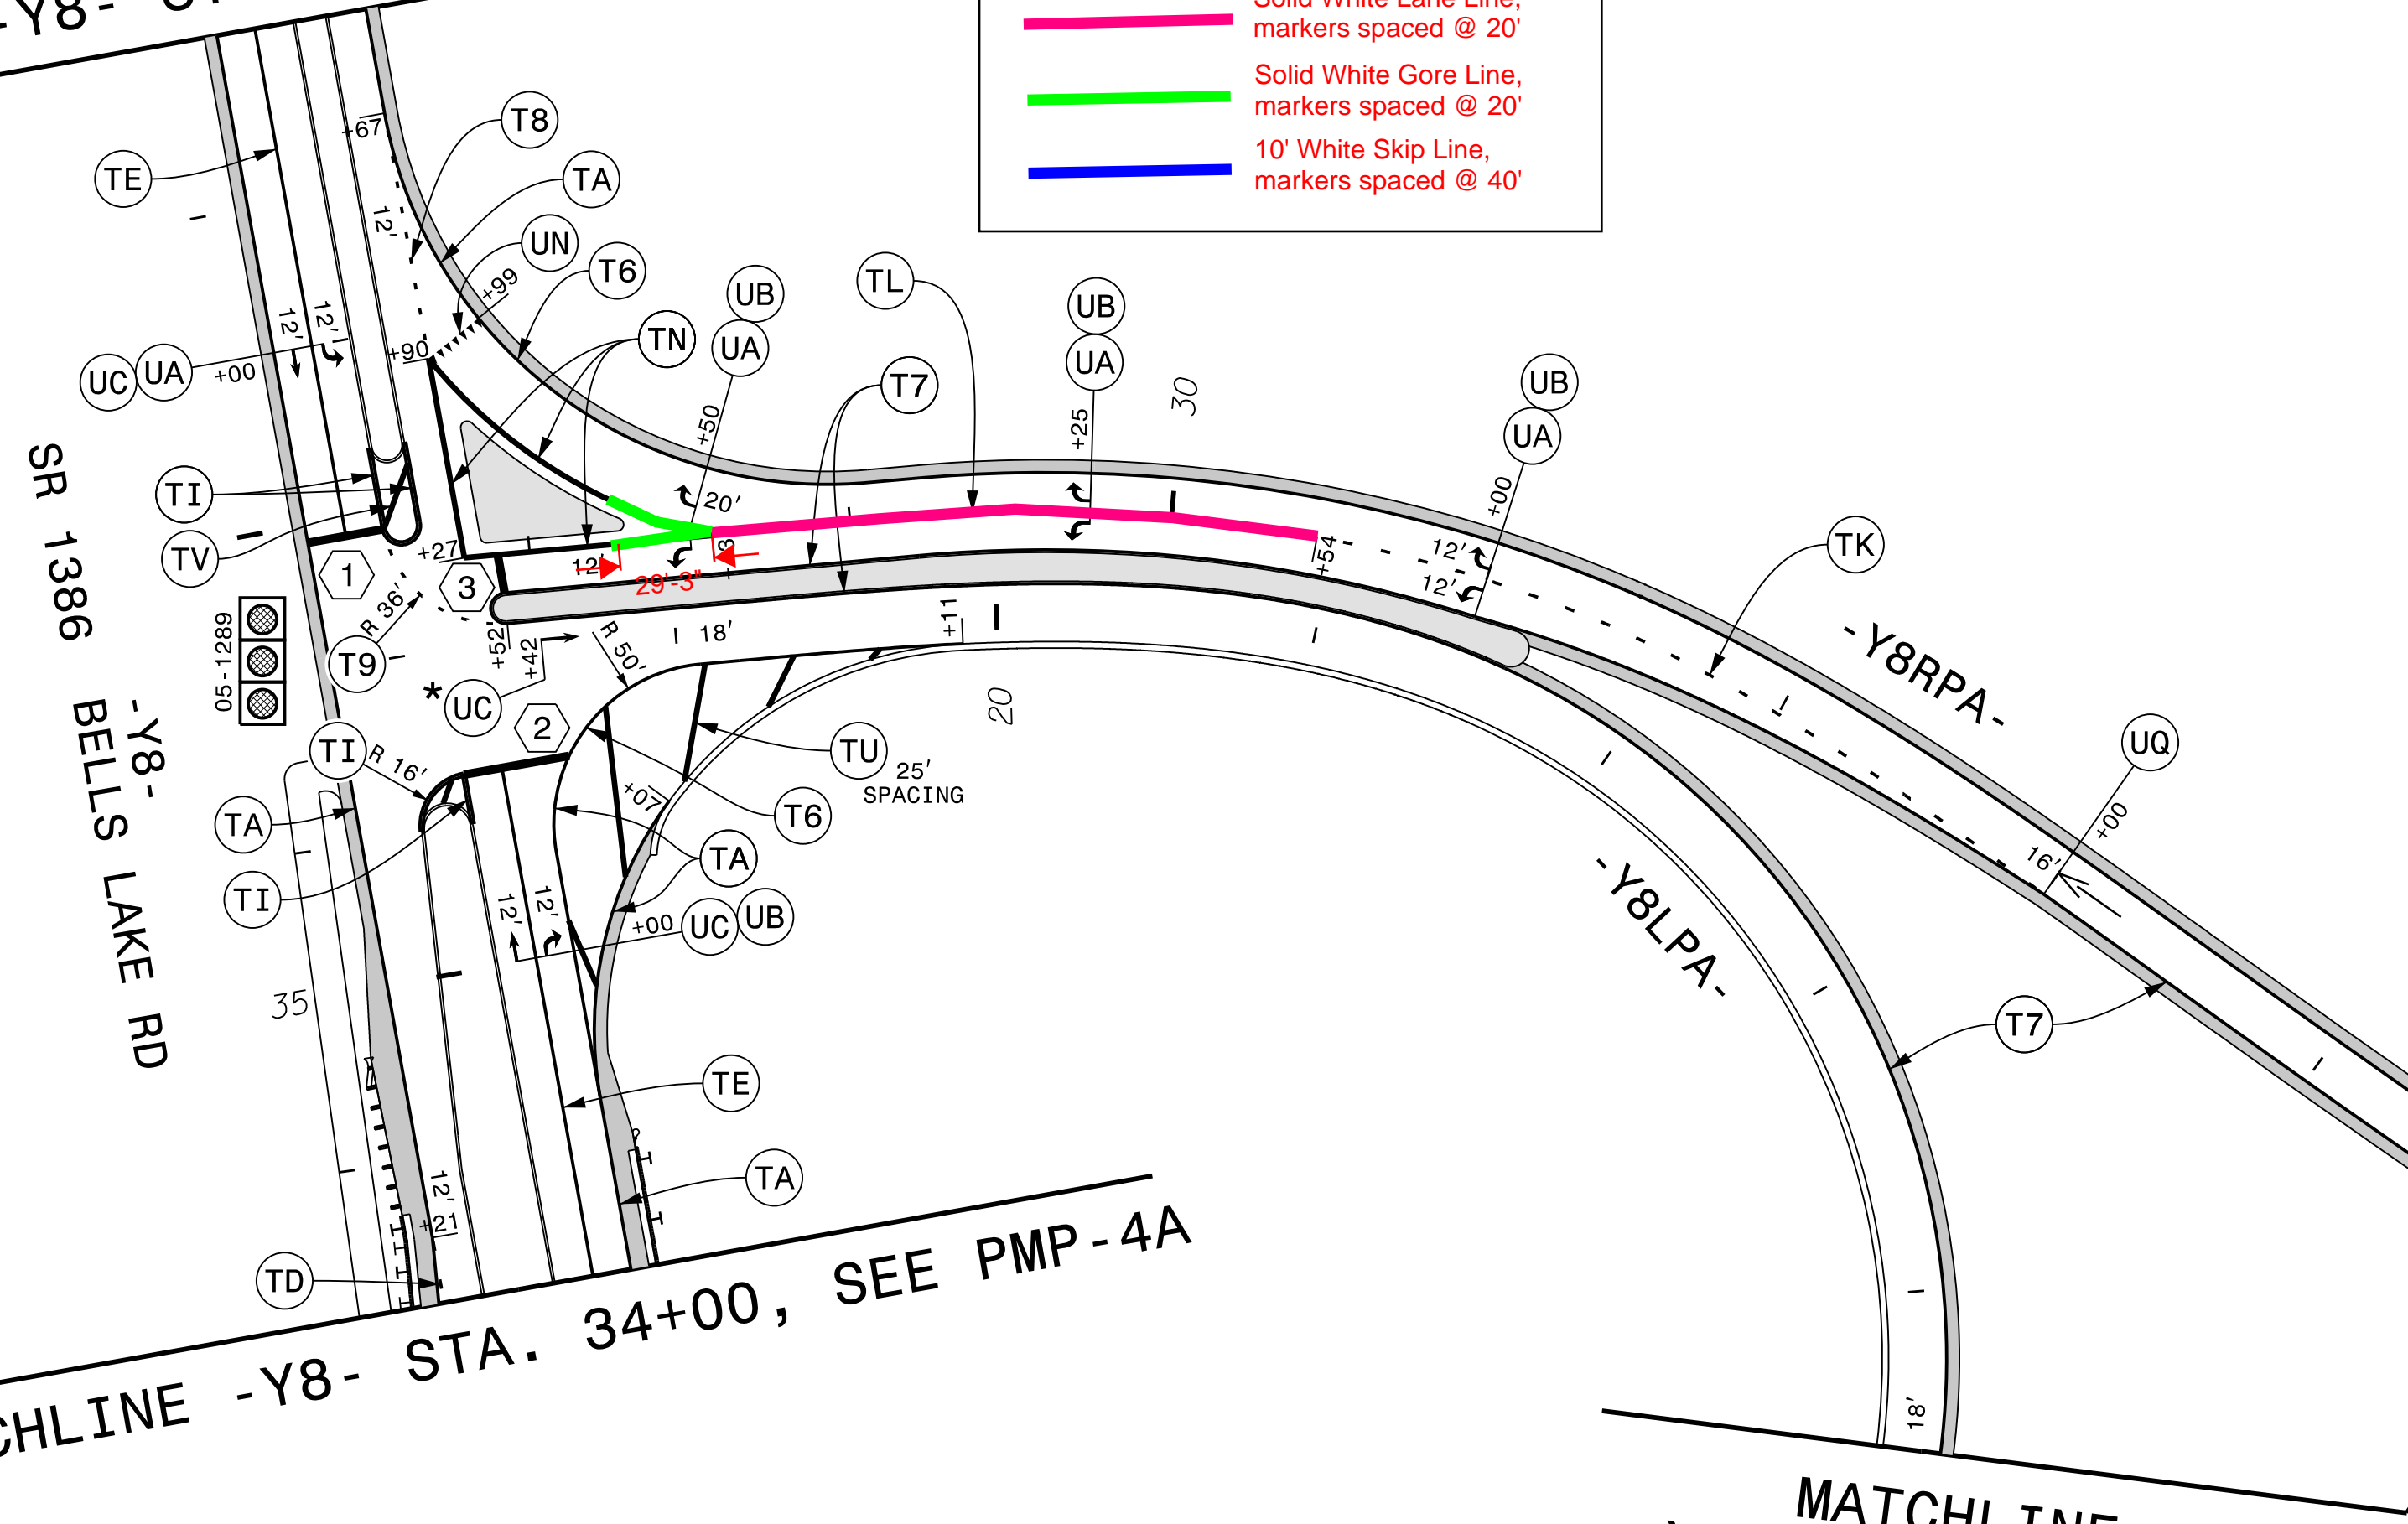 -Y8-
Solid White Lane Line,
markers spaced @ 20'
Solid White Gore Line,
markers spaced @ 20'
10' White Skip Line,
markers spaced @ 40'
+67
T8
TE
TA
12'
UN
T6
+99
UB
UA
TL
UB
UA
TN
12'
12'
+90
UC
UA
+00
T7
+50
+25
30
UB
UA
+00
TI
20'
TV
+27
12'
29'-3"
+54
12'
12'
TK
1
3
R 36'
SR 1386
BELLS LAKE RD
-Y8-
05-1289
T9
+52
+42
R 50'
18'
+11
* UC
2
20
-Y8RPA-
TI
R 16'
TU
25'
SPACING
UQ
+00
16'
TA
+07
T6
TI
TA
12'
12'
+00
UC
UB
-Y8LPA-
35
T7
TE
TA
12'
+21
TD
CHLINE -Y8- STA. 34+00, SEE PMP-4A
18'
MATCHLINE